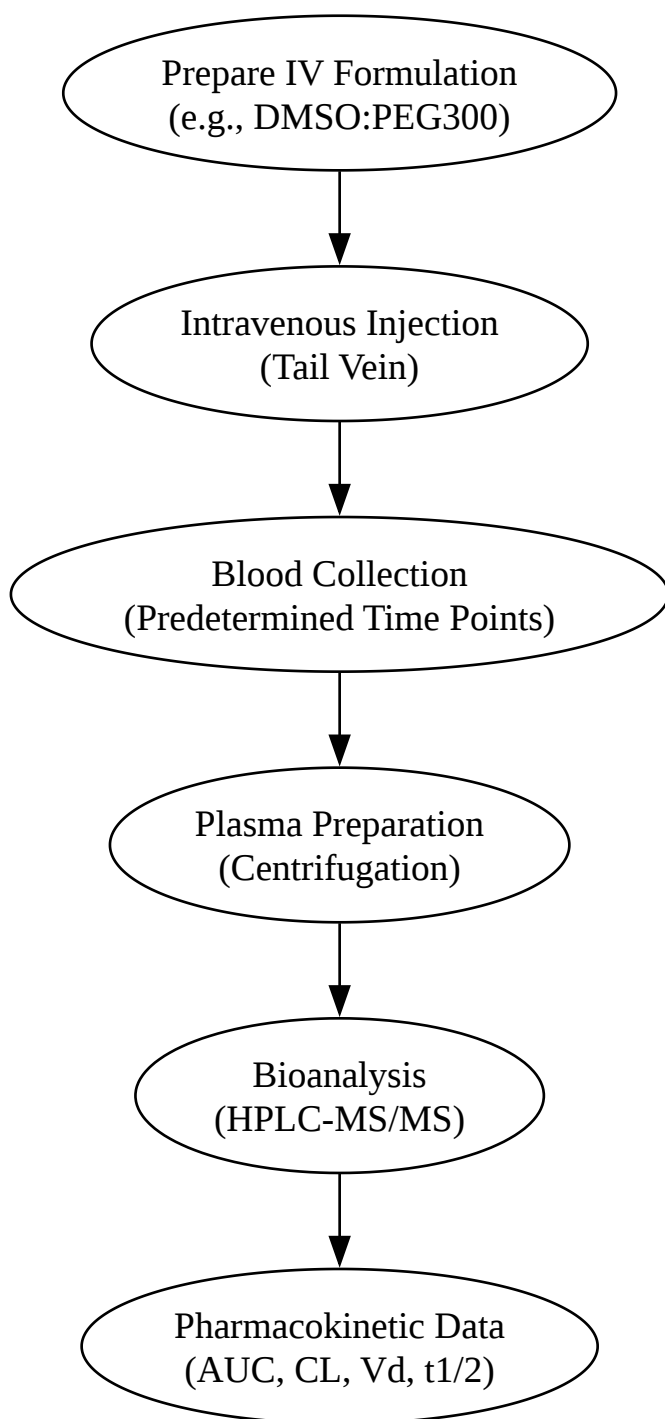 Prepare IV Formulation
(e.g., DMSO:PEG300)
Intravenous Injection
(Tail Vein)
Blood Collection
(Predetermined Time Points)
Plasma Preparation
(Centrifugation)
Bioanalysis
(HPLC-MS/MS)
Pharmacokinetic Data
(AUC, CL, Vd, t1/2)